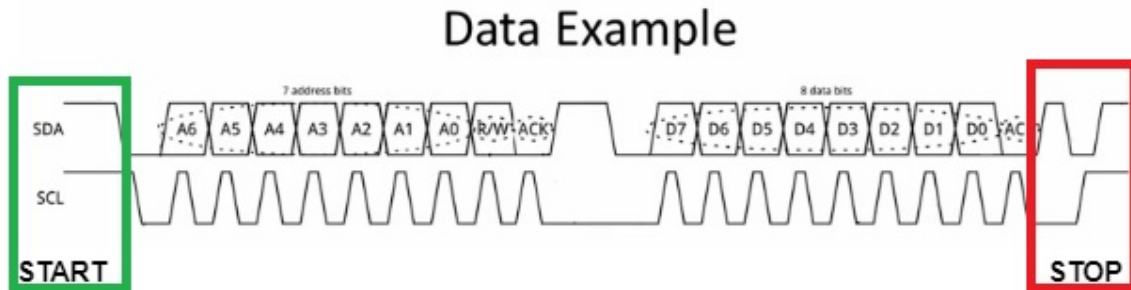 Data Example
7 address bits
8 data bits
SDA A6 A5 A4 A3 A2 A1 A0 R/W ACK D7 D6 D5 D4 D3 D2 D1 D0 AC
SCL
START STOP